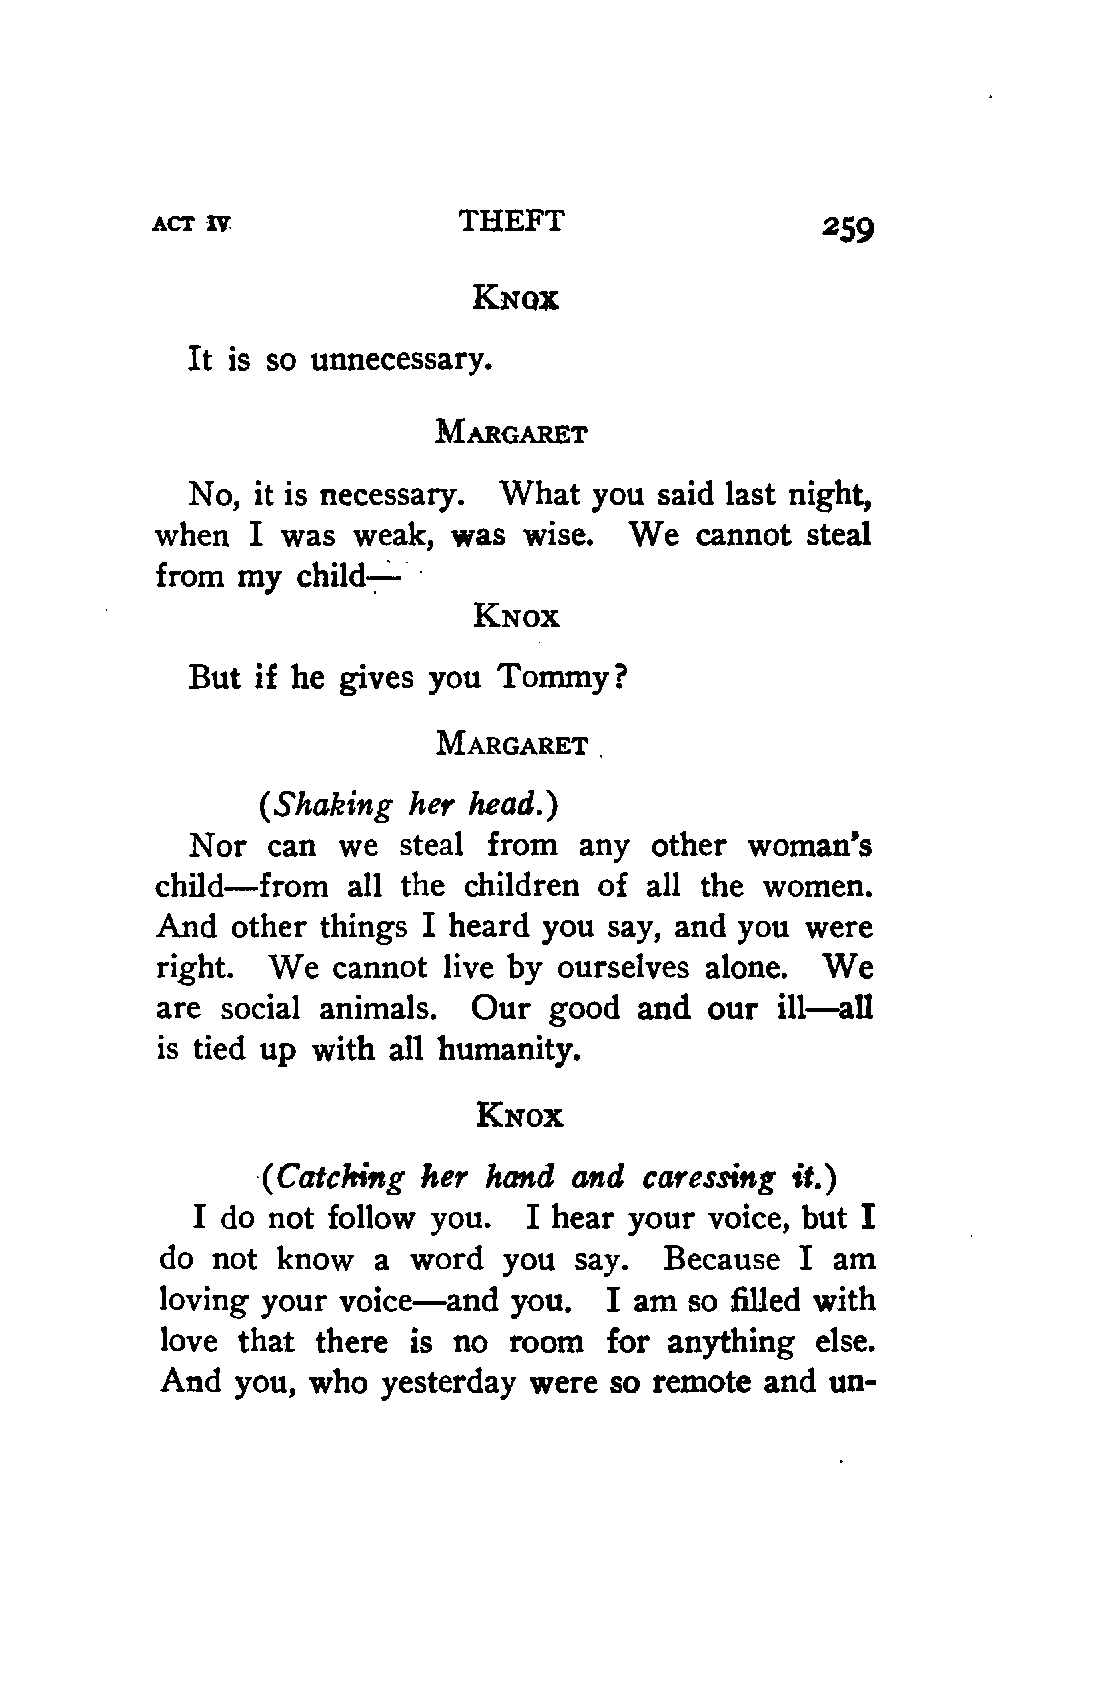 ACT IV THEFT 259
KNOX
It is so unnecessary.
MARGARET
No, it is necessary. What you said last night,
when I was weak, was wise. We cannot steal
from my child—
KNOX
But if he gives you Tommy?
MARGARET
(Shaking her head.)
Nor can we steal from any other woman's
child—from all the children of all the women.
And other things I heard you say, and you were
right. We cannot live by ourselves alone. We
are social animals. Our good and our ill—all
is tied up with all humanity.
KNOX
(Catching her hand and caressing it.)
I do not follow you. I hear your voice, but I
do not know a word you say. Because I am
loving your voice—and you. I am so filled with
love that there is no room for anything else.
And you, who yesterday were so remote and un-